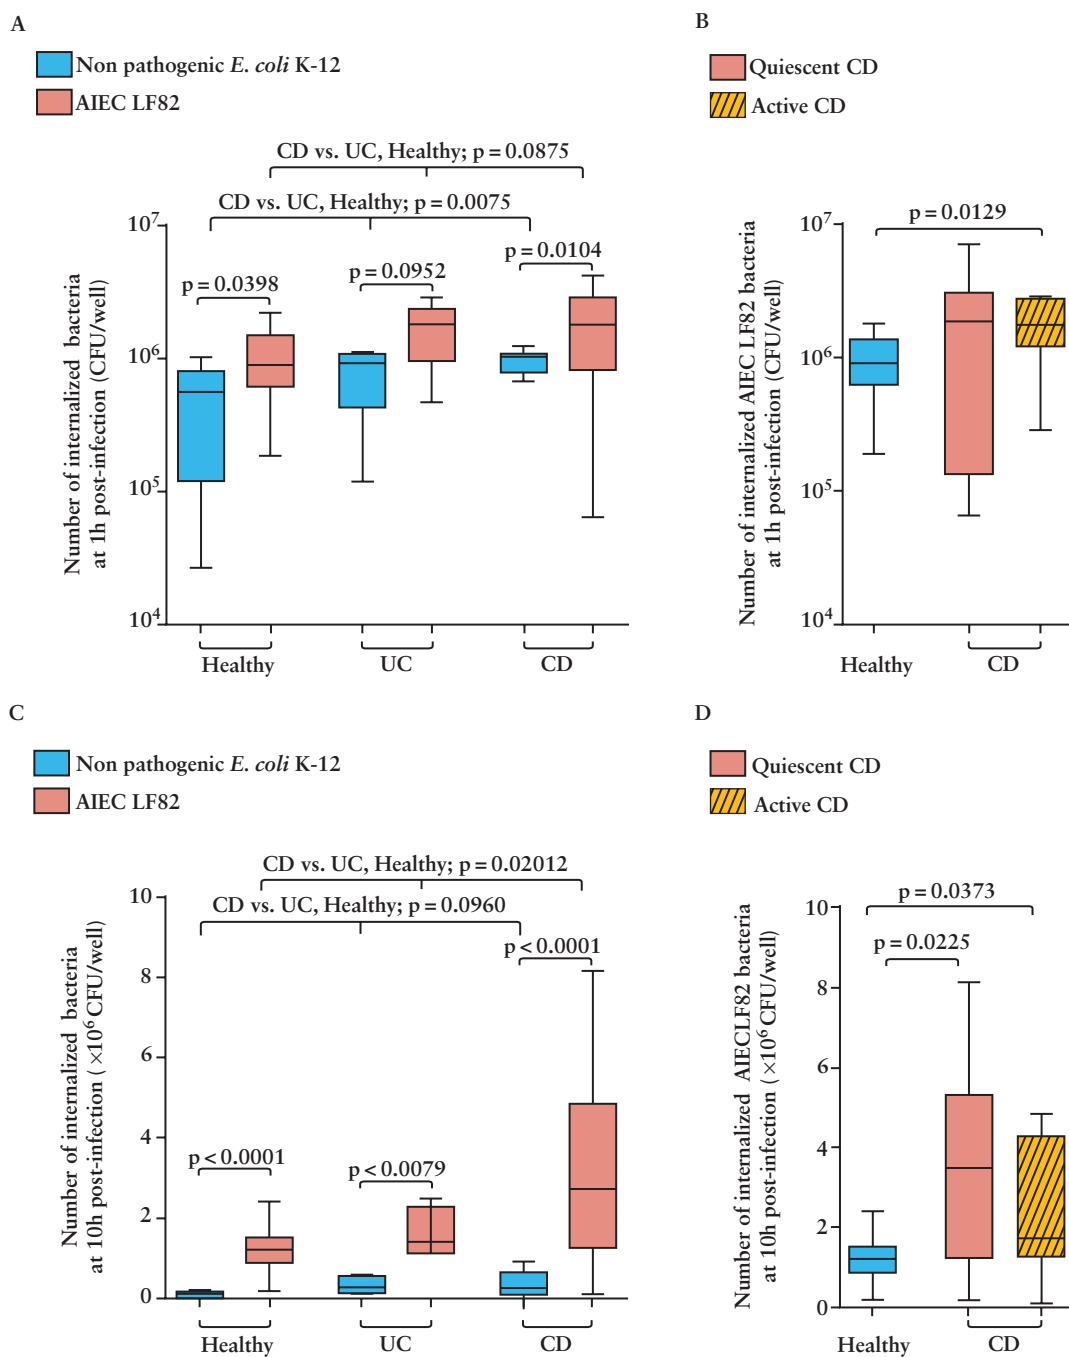 A
Non pathogenic E. coli K-12
AIEC LF82
CD vs. UC, Healthy; p = 0.0875
CD vs. UC, Healthy; p = 0.0075
p = 0.0398
p = 0.0952
p = 0.0104
Number of internalized bacteria
at 1h post-infection (CFU/well)
10⁷
10⁶
10⁵
10⁴
Healthy
UC
CD
B
Quiescent CD
Active CD
p = 0.0129
Number of internalized AIEC LF82 bacteria
at 1h post-infection (CFU/well)
10⁷
10⁶
10⁵
10⁴
Healthy
CD
C
Non pathogenic E. coli K-12
AIEC LF82
CD vs. UC, Healthy; p = 0.02012
CD vs. UC, Healthy; p = 0.0960
p < 0.0001
p < 0.0079
p < 0.0001
Number of internalized bacteria
at 10h post-infection (×10⁶ CFU/well)
10
8
6
4
2
0
Healthy
UC
CD
D
Quiescent CD
Active CD
p = 0.0373
p = 0.0225
Number of internalized AIECLF82 bacteria
at 10h post-infection (×10⁶ CFU/well)
10
8
6
4
2
0
Healthy
CD